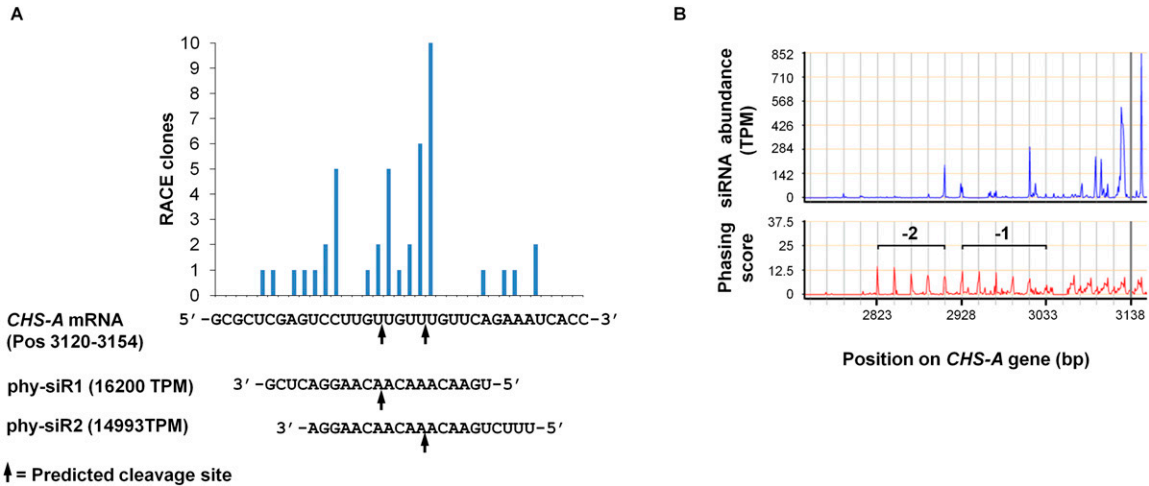 A
10
9
8
7
6
5
4
3
2
1
0
RACE clones
CHS-A mRNA
(Pos 3120-3154)
5′-GCGCUCGAGUCCUUGUUGUUUGUUCAGAAAUCACC-3′
phy-siR1 (16200 TPM)
3′-GCUCAGGAACAACAAACAAGU-5′
phy-siR2 (14993TPM)
3′-AGGAACAACAAACAAGUCUUU-5′
= Predicted cleavage site
B
siRNA abundance
(TPM)
852
710
568
426
284
142
0
Phasing
score
37.5
25
12.5
0
-2
-1
2823
2928
3033
3138
Position on CHS-A gene (bp)